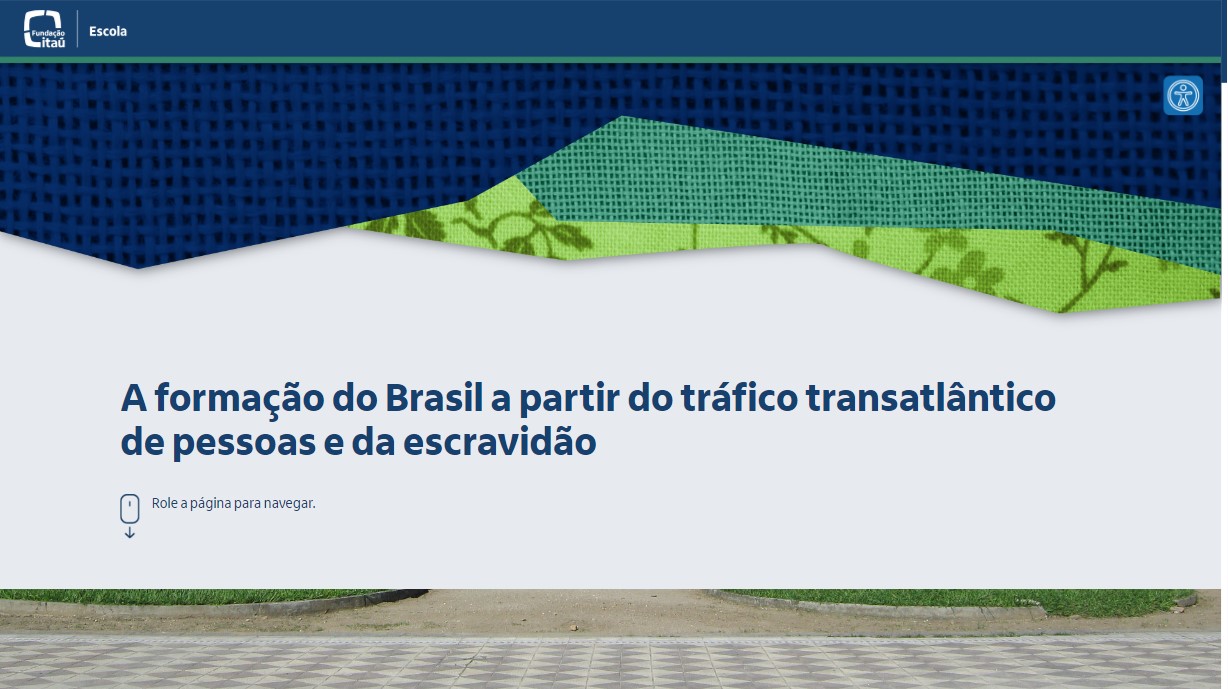 Fundação
itaú
Escola
A formação do Brasil a partir do tráfico transatlântico
de pessoas e da escravidão
Role a página para navegar.